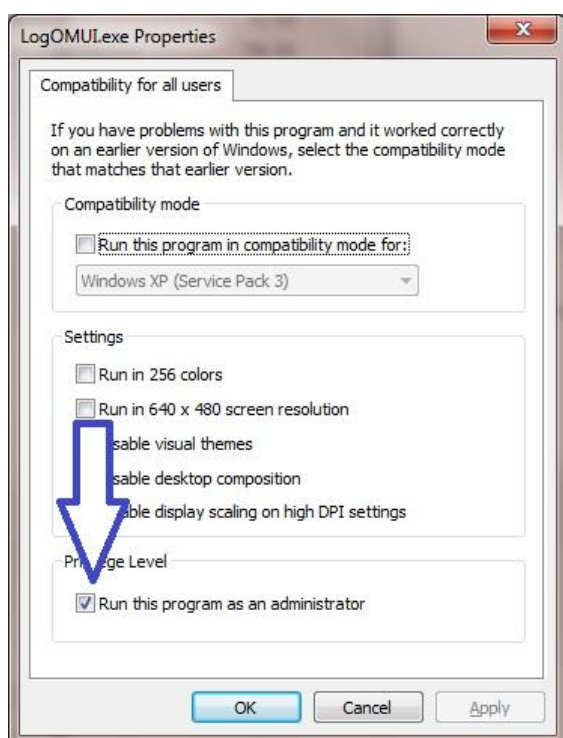 LogOMUI.exe Properties
Compatibility for all users
If you have problems with this program and it worked correctly
on an earlier version of Windows, select the compatibility mode
that matches that earlier version.
Compatibility mode
Run this program in compatibility mode for:
Windows XP (Service Pack 3)
Settings
Run in 256 colors
Run in 640 x 480 screen resolution
sable visual themes
sable desktop composition
able display scaling on high DPI settings
Pr ege Level
Run this program as an administrator
OK
Cancel
Apply